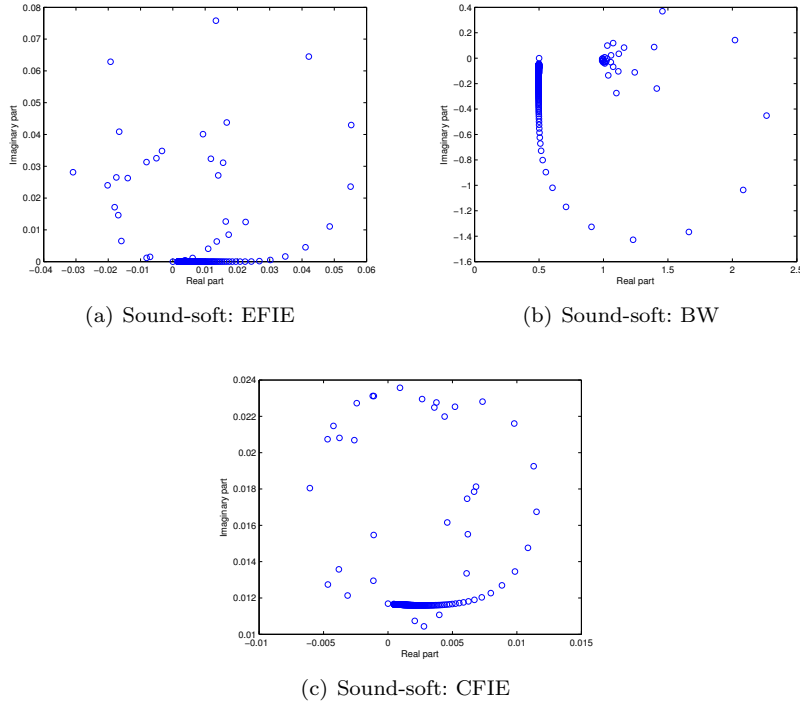 0.08
0.07
0.06
0.05
0.04
0.03
0.02
0.01
0
−0.04 −0.03 −0.02 −0.01 0 0.01 0.02 0.03 0.04 0.05 0.06
Imaginary part
Real part
(a) Sound-soft: EFIE
0.4
0.2
0
−0.2
−0.4
−0.6
−0.8
−1
−1.2
−1.4
−1.6
0 0.5 1 1.5 2 2.5
Imaginary part
Real part
(b) Sound-soft: BW
0.024
0.022
0.02
0.018
0.016
0.014
0.012
0.01
−0.01 −0.005 0 0.005 0.01 0.015
Imaginary part
Real part
(c) Sound-soft: CFIE